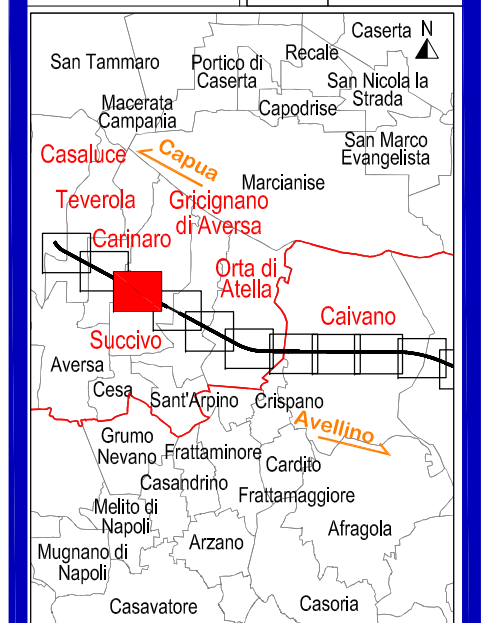 Caserta
N
San Tammaro
Portico di
Caserta
Recale
San Nicola la
Strada
Macerata
Campania
Capodrise
San Marco
Evangelista
Casaluce
Capua
Marcianise
Teverola
Gricignano
di Aversa
Carinaro
Orta di
Atella
Caivano
Succivo
Aversa
Cesa
Sant'Arpino
Crispano
Avellino
Grumo
Nevano
Frattaminore
Cardito
Casandrino
Frattamaggiore
Melito di
Napoli
Afragola
Arzano
Mugnano di
Napoli
Casavatore
Casoria